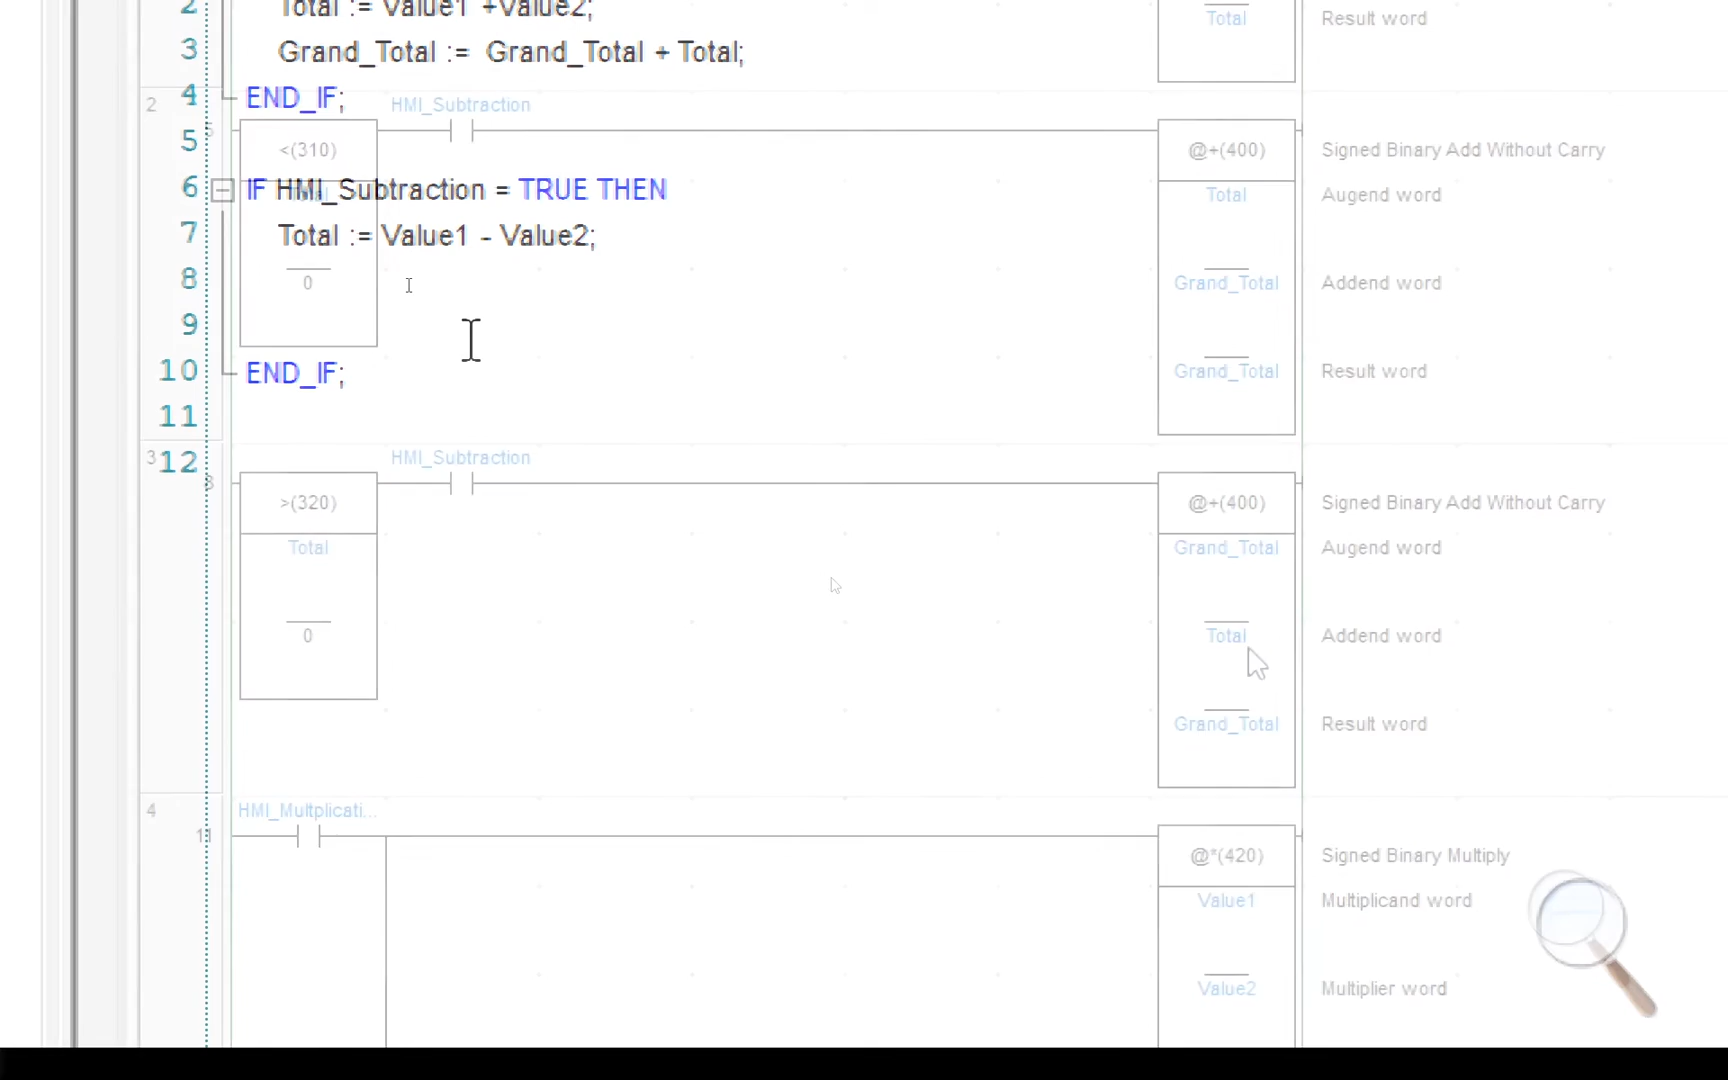 2 Total := Value1 +Value2;
Total Result word
3 Grand_Total := Grand_Total + Total;
4 END_IF;
2 HMI_Subtraction
5
<(310) @+(400) Signed Binary Add Without Carry
6 IF HMI_Subtraction = TRUE THEN
Total Total Augend word
7 Total := Value1 - Value2;
8
0 Grand_Total Addend word
9
10 END_IF;
Grand_Total Result word
11
3 HMI_Subtraction
12
8
>(320) @+(400) Signed Binary Add Without Carry
Total Grand_Total Augend word
0 Total Addend word
Grand_Total Result word
4 HMI_Multplicati...
11
@*(420) Signed Binary Multiply
Value1 Multiplicand word
Value2 Multiplier word